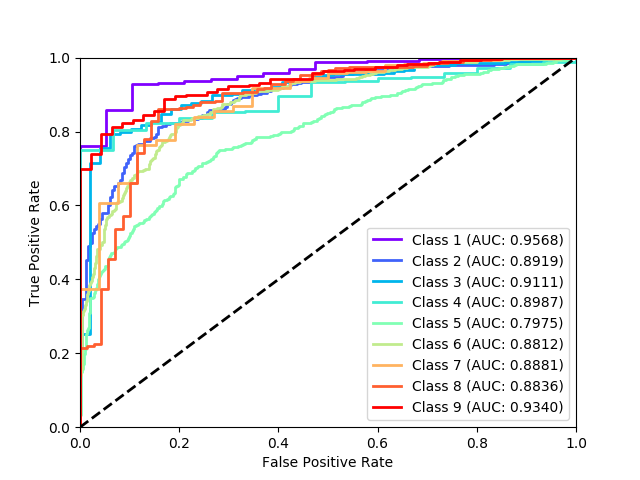 1.0
0.8
0.6
0.4
0.2
0.0
True Positive Rate
Class 1 (AUC: 0.9568)
Class 2 (AUC: 0.8919)
Class 3 (AUC: 0.9111)
Class 4 (AUC: 0.8987)
Class 5 (AUC: 0.7975)
Class 6 (AUC: 0.8812)
Class 7 (AUC: 0.8881)
Class 8 (AUC: 0.8836)
Class 9 (AUC: 0.9340)
0.0 0.2 0.4 0.6 0.8 1.0
False Positive Rate